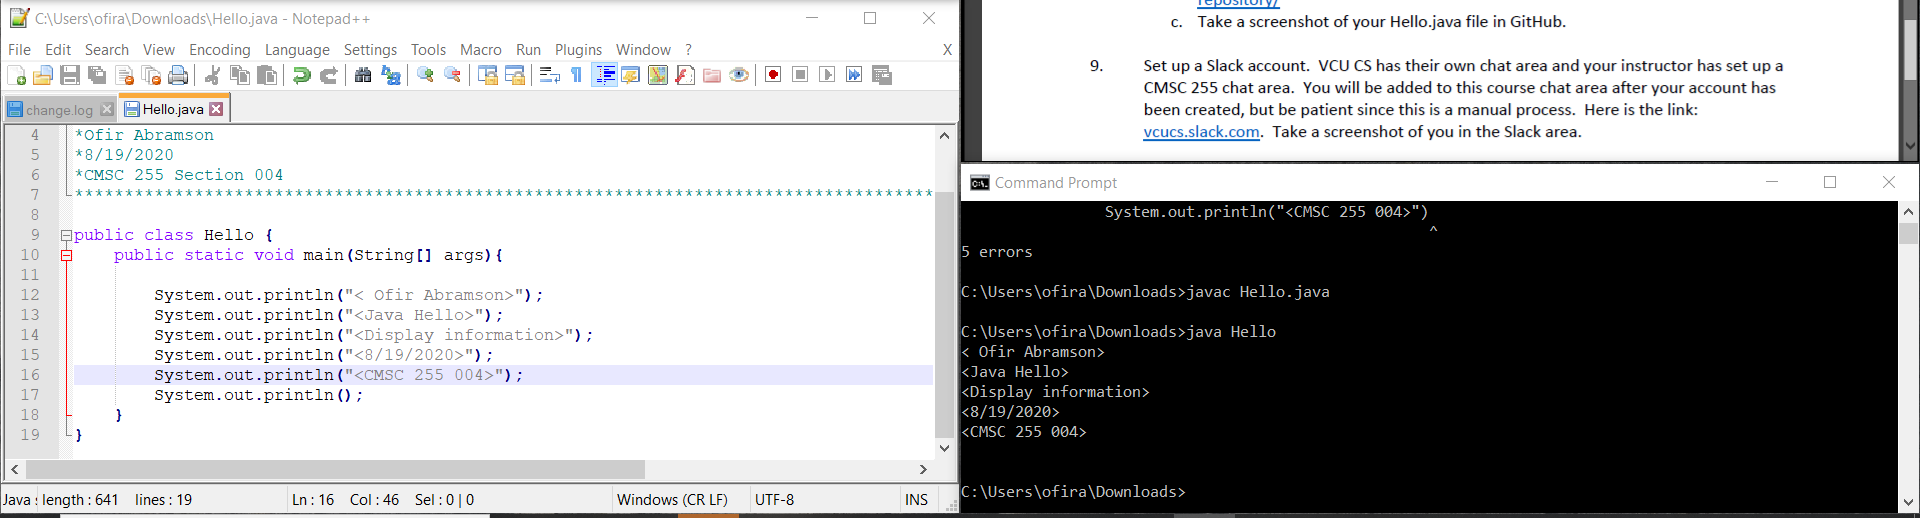 C:\Users\ofira\Downloads\Hello.java - Notepad++
File Edit Search View Encoding Language Settings Tools Macro Run Plugins Window ? X
change.log Hello.java
4 *Ofir Abramson
5 *8/19/2020
6 *CMSC 255 Section 004
7 **************************************************************************************
8
9 public class Hello {
10 public static void main(String[] args){
11
12 System.out.println("< Ofir Abramson>");
13 System.out.println("<Java Hello>");
14 System.out.println("<Display information>");
15 System.out.println("<8/19/2020>");
16 System.out.println("<CMSC 255 004>");
17 System.out.println();
18 }
19 }
Java length : 641 lines : 19 Ln : 16 Col : 46 Sel : 0 | 0 Windows (CR LF) UTF-8 INS
repository/
c. Take a screenshot of your Hello.java file in GitHub.
9. Set up a Slack account. VCU CS has their own chat area and your instructor has set up a
CMSC 255 chat area. You will be added to this course chat area after your account has
been created, but be patient since this is a manual process. Here is the link:
vcucs.slack.com. Take a screenshot of you in the Slack area.
C:\. Command Prompt
System.out.println("<CMSC 255 004>")
^
5 errors
C:\Users\ofira\Downloads>javac Hello.java
C:\Users\ofira\Downloads>java Hello
< Ofir Abramson>
<Java Hello>
<Display information>
<8/19/2020>
<CMSC 255 004>
C:\Users\ofira\Downloads>